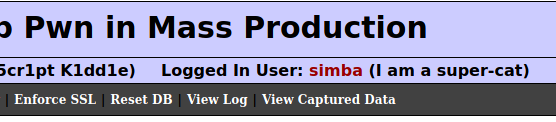 Pwn in Mass Production
5cr1pt K1dd1e) Logged In User: simba (I am a super-cat)
| Enforce SSL | Reset DB | View Log | View Captured Data